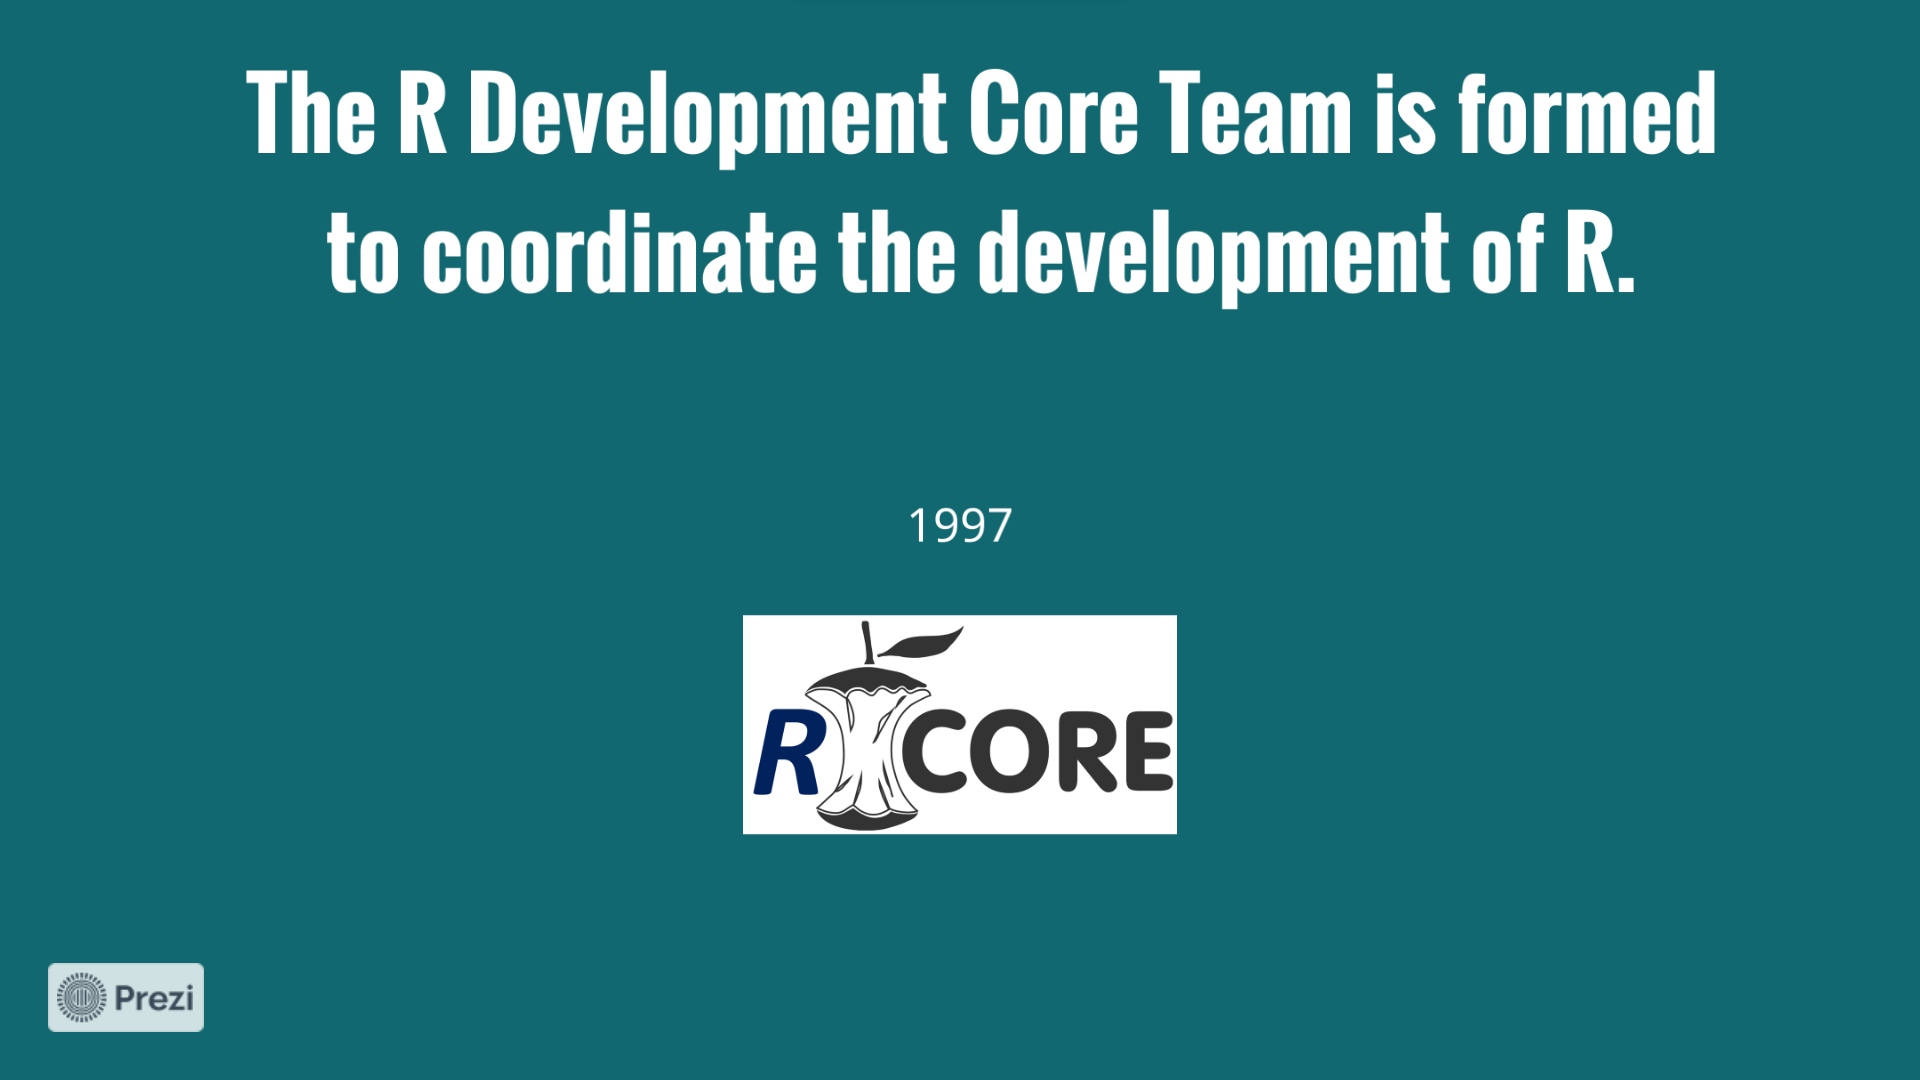 The R Development Core Team is formed
to coordinate the development of R.
1997
R CORE
Prezi